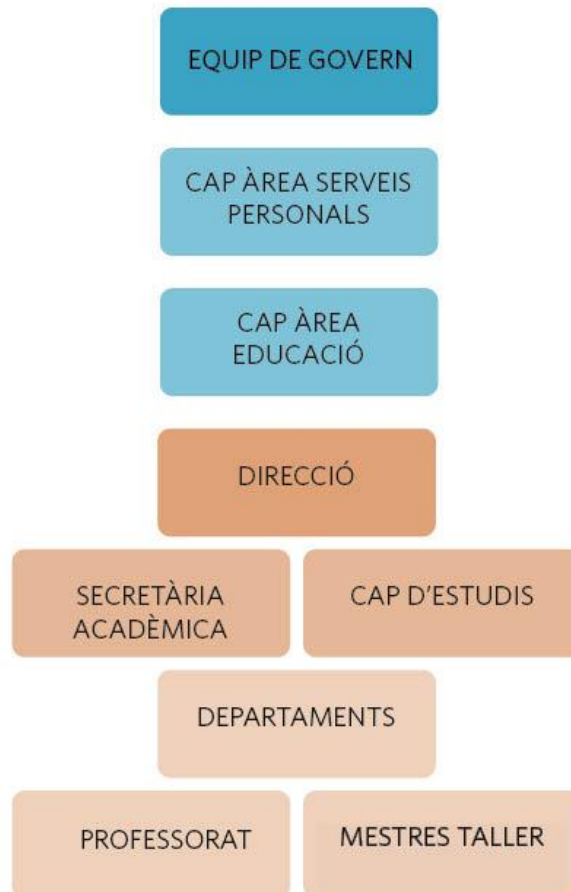 EQUIP DE GOVERN
CAP ÀREA SERVEIS
PERSONALS
CAP ÀREA
EDUCACIÓ
DIRECCIÓ
SECRETÀRIA
ACADÈMICA
CAP D'ESTUDIS
DEPARTAMENTS
PROFESSORAT
MESTRES TALLER